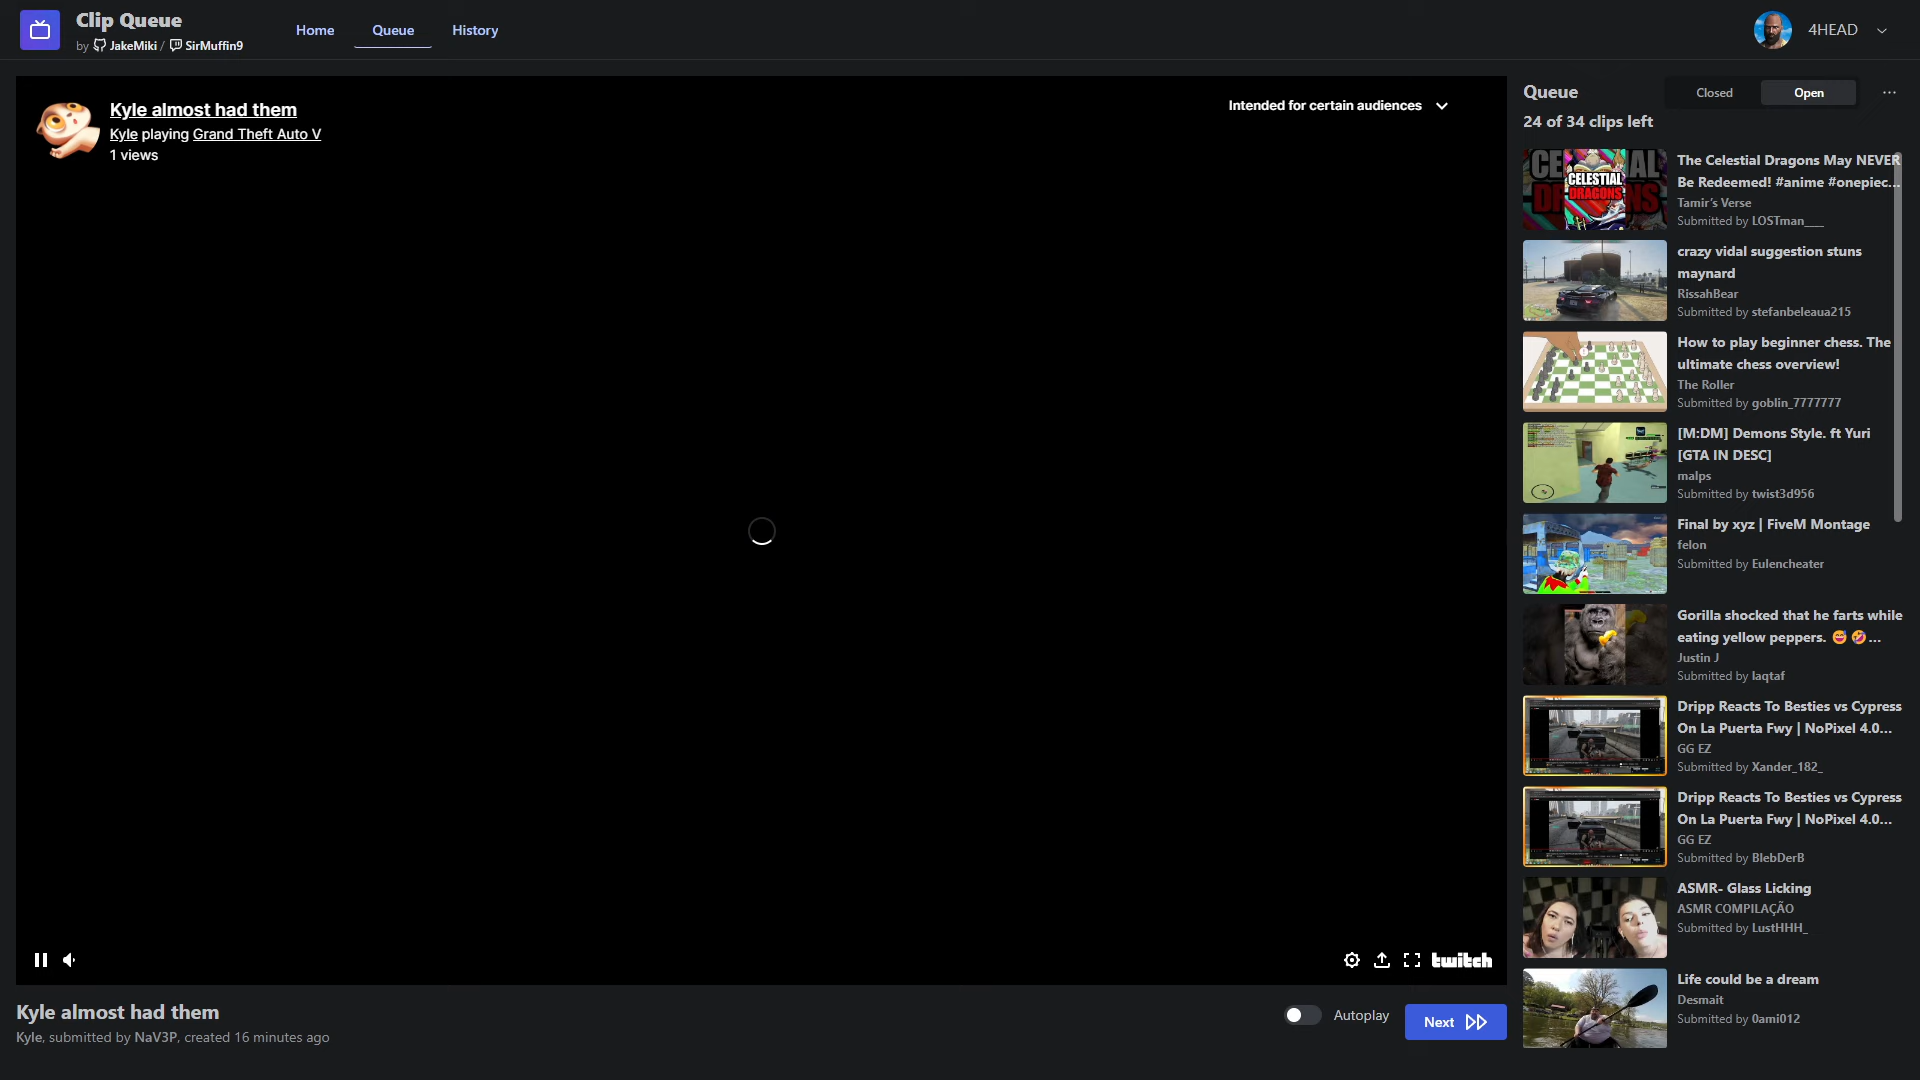 Clip Queue
by JakeMiki / SirMuffin9
Home
Queue
History
4HEAD
Kyle almost had them
Kyle playing Grand Theft Auto V
1 views
Intended for certain audiences
twitch
Kyle almost had them
Kyle, submitted by NaV3P, created 16 minutes ago
Autoplay
Next
Queue
Closed
Open
24 of 34 clips left
CELESTIAL
DRAGONS
The Celestial Dragons May NEVER
Be Redeemed! #anime #onepiec...
Tamir's Verse
Submitted by LOSTman___
crazy vidal suggestion stuns
maynard
RissahBear
Submitted by stefanbeleaua215
How to play beginner chess. The
ultimate chess overview!
The Roller
Submitted by goblin_7777777
[M:DM] Demons Style. ft Yuri
[GTA IN DESC]
malps
Submitted by twist3d956
Final by xyz | FiveM Montage
felon
Submitted by Eulencheater
Gorilla shocked that he farts while
eating yellow peppers. 😅 🤣...
Justin J
Submitted by laqtaf
Dripp Reacts To Besties vs Cypress
On La Puerta Fwy | NoPixel 4.0...
GG EZ
Submitted by Xander_182_
Dripp Reacts To Besties vs Cypress
On La Puerta Fwy | NoPixel 4.0...
GG EZ
Submitted by BlebDerB
ASMR- Glass Licking
ASMR COMPILAÇÃO
Submitted by LustHHH_
Life could be a dream
Desmait
Submitted by 0ami012